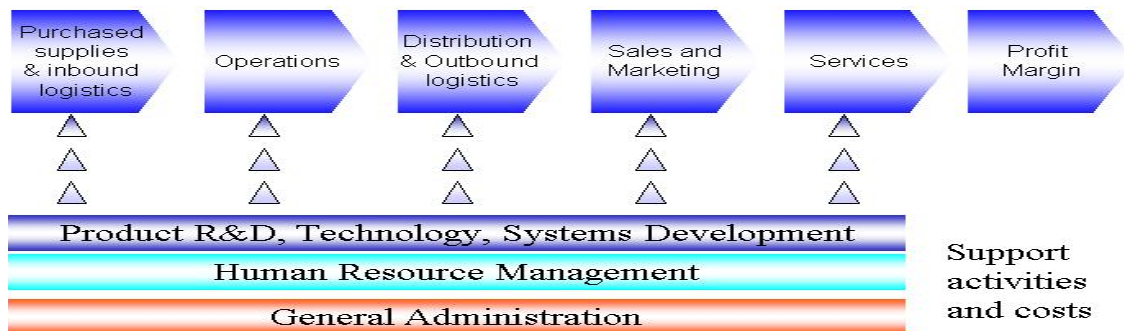 Purchased
supplies
& inbound
logistics
Operations
Distribution
& Outbound
logistics
Sales and
Marketing
Services
Profit
Margin
Product R&D, Technology, Systems Development
Human Resource Management
General Administration
Support
activities
and costs